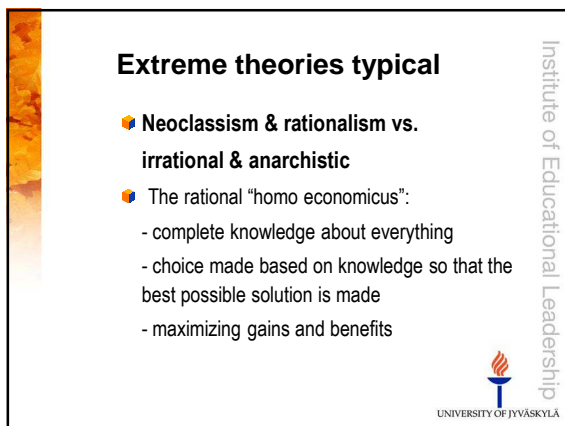 Extreme theories typical
Neoclassism & rationalism vs.
irrational & anarchistic
The rational “homo economicus”:
- complete knowledge about everything
- choice made based on knowledge so that the
best possible solution is made
- maximizing gains and benefits
Institute of Educational Leadership
UNIVERSITY OF JYVÄSKYLÄ